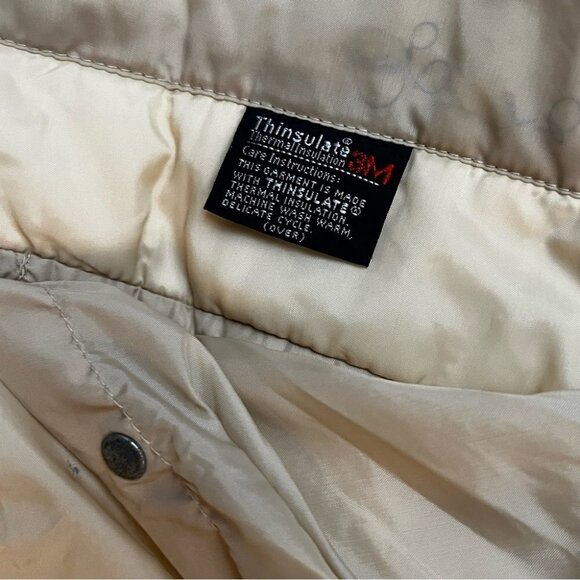 Thinsulate®
Thermal Insulation 3M
Care Instructions:
THIS GARMENT IS MADE
WITH THINSULATE®
THERMAL INSULATION.
MACHINE WASH WARM,
DELICATE CYCLE.
(OVER)